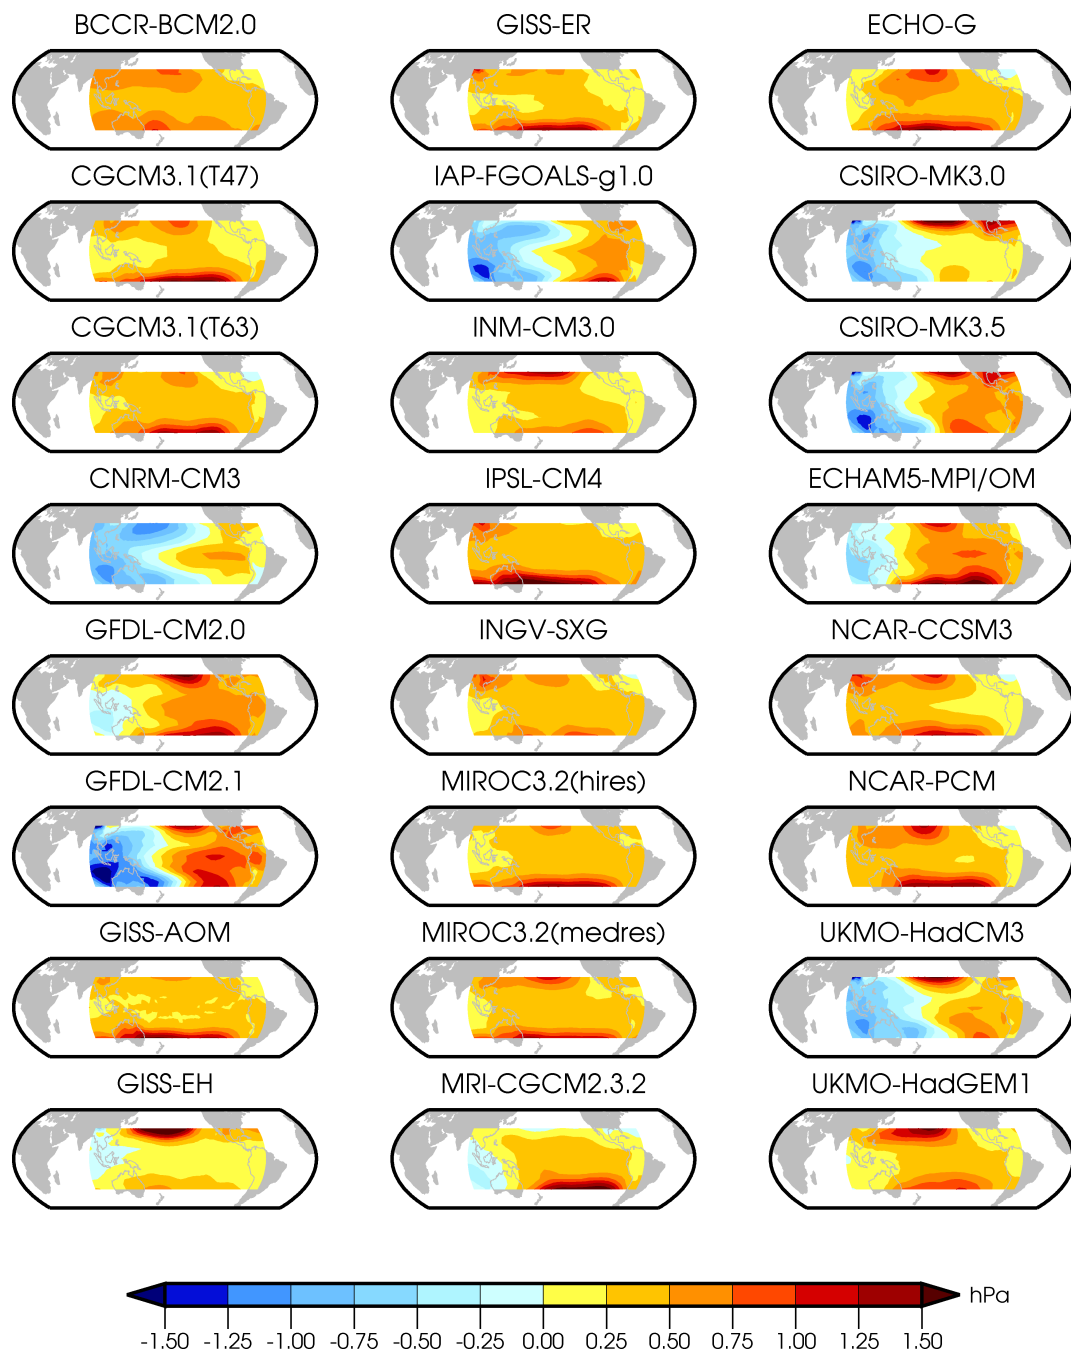 BCCR-BCM2.0 GISS-ER ECHO-G
CGCM3.1(T47) IAP-FGOALS-g1.0 CSIRO-MK3.0
CGCM3.1(T63) INM-CM3.0 CSIRO-MK3.5
CNRM-CM3 IPSL-CM4 ECHAM5-MPI/OM
GFDL-CM2.0 INGV-SXG NCAR-CCSM3
GFDL-CM2.1 MIROC3.2(hires) NCAR-PCM
GISS-AOM MIROC3.2(medres) UKMO-HadCM3
GISS-EH MRI-CGCM2.3.2 UKMO-HadGEM1
hPa
-1.50 -1.25 -1.00 -0.75 -0.50 -0.25 0.00 0.25 0.50 0.75 1.00 1.25 1.50